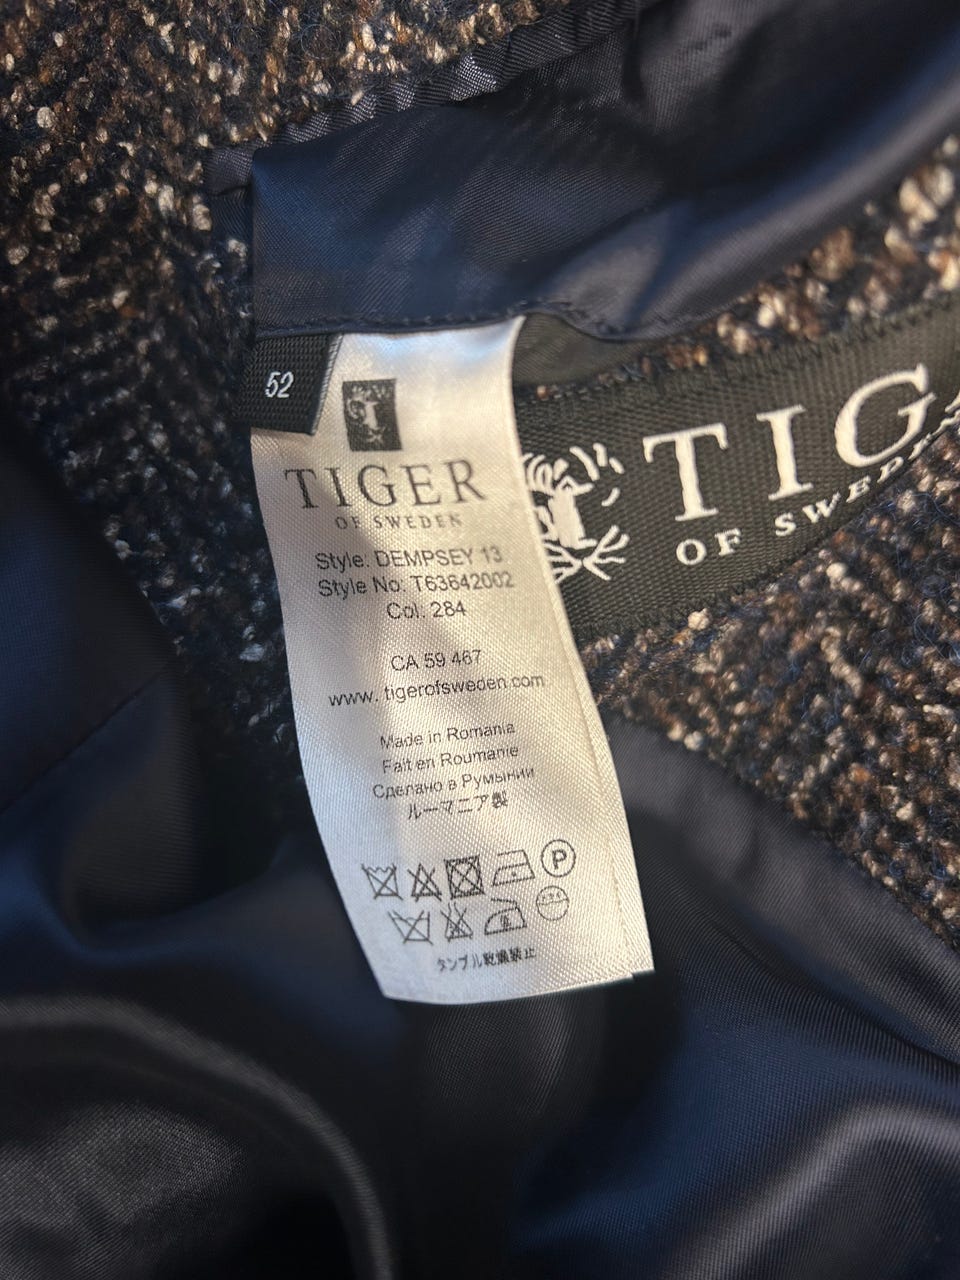 52
TIGER
OF SWEDEN
Style: DEMPSEY 13
Style No: T63642002
Col: 284
CA 59 467
www.tigerofsweden.com
Made in Romania
Fait en Roumanie
Сделано в Румынии
ルーマニア製
P
タンブル乾燥禁止
TIG
OF SWED